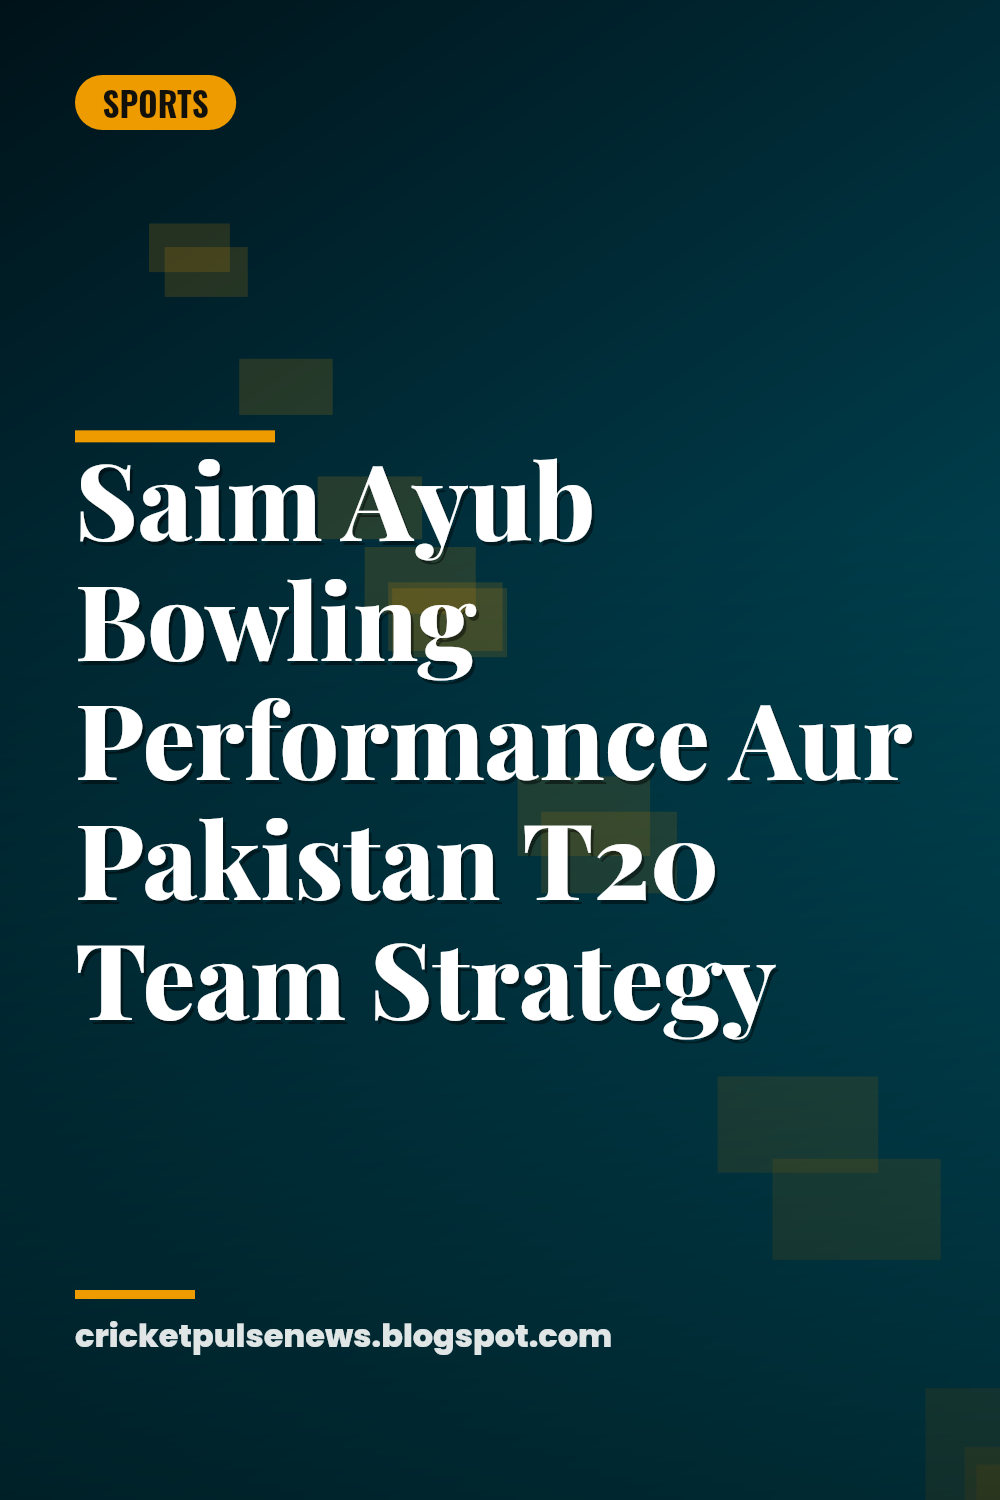 SPORTS
Saim Ayub
Bowling
Performance Aur
Pakistan T20
Team Strategy
cricketpulsenews.blogspot.com